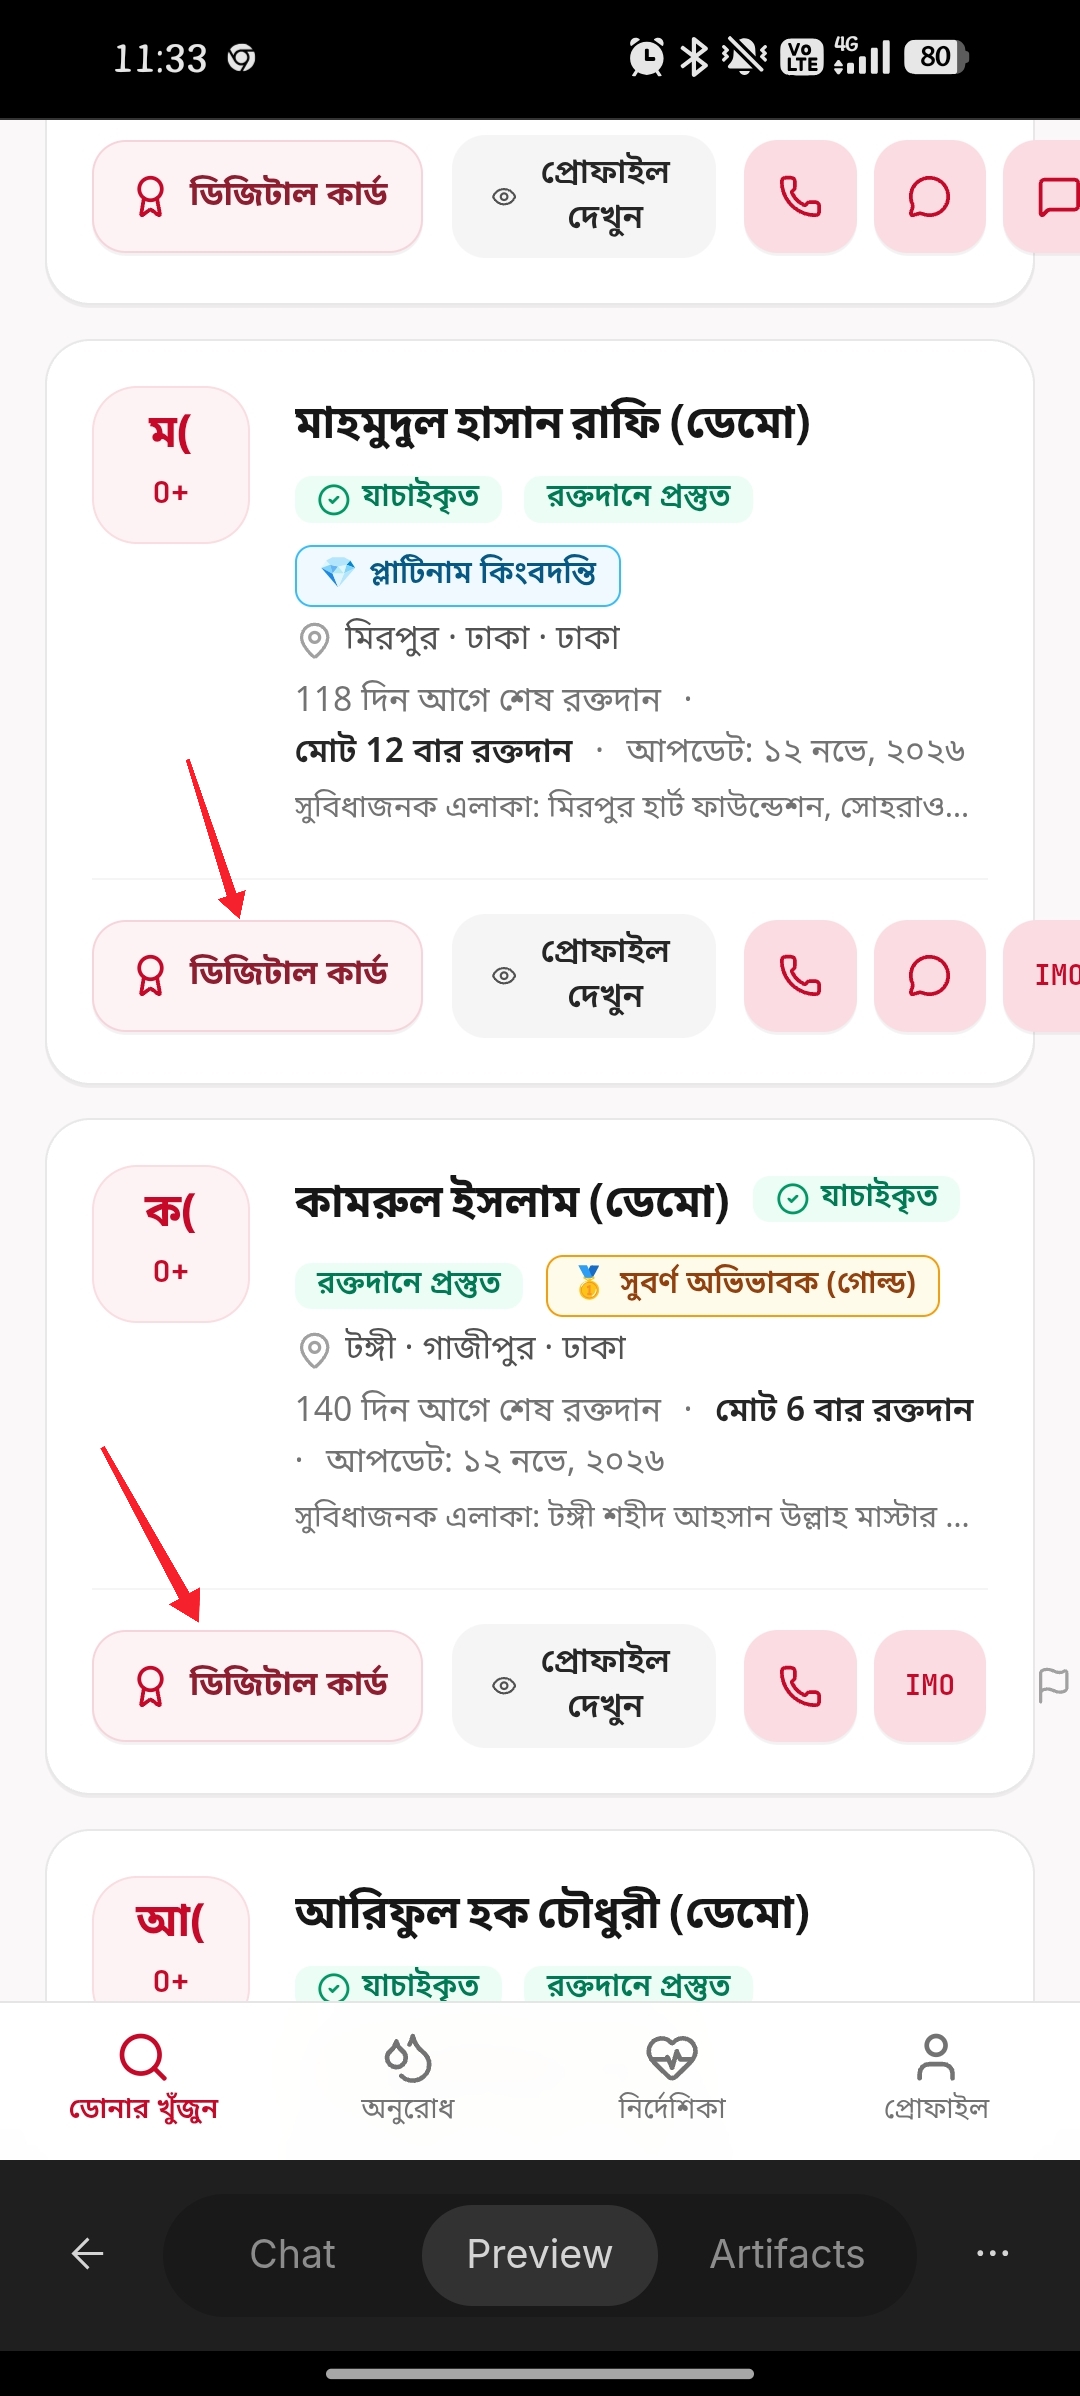 11:33
Vo LTE 4G 80
ডিজিটাল কার্ড
প্রোফাইল
দেখুন
ম(
O+
মাহমুদুল হাসান রাফি (ডেমো)
যাচাইকৃত রক্তদানে প্রস্তুত
প্লাটিনাম কিংবদন্তি
মিরপুর · ঢাকা · ঢাকা
118 দিন আগে শেষ রক্তদান ·
মোট 12 বার রক্তদান · আপডেট: ১২ নভে, ২০২৬
সুবিধাজনক এলাকা: মিরপুর হার্ট ফাউন্ডেশন, সোহরাও...
ডিজিটাল কার্ড
প্রোফাইল
দেখুন
IMO
ক(
O+
কামরুল ইসলাম (ডেমো) যাচাইকৃত
রক্তদানে প্রস্তুত সুবর্ণ অভিভাবক (গোল্ড)
টঙ্গী · গাজীপুর · ঢাকা
140 দিন আগে শেষ রক্তদান · মোট 6 বার রক্তদান
· আপডেট: ১২ নভে, ২০২৬
সুবিধাজনক এলাকা: টঙ্গী শহীদ আহসান উল্লাহ মাস্টার ...
ডিজিটাল কার্ড
প্রোফাইল
দেখুন
IMO
আ(
O+
আরিফুল হক চৌধুরী (ডেমো)
যাচাইকৃত রক্তদানে প্রস্তুত
ডোনার খুঁজুন অনুরোধ নির্দেশিকা প্রোফাইল
Chat Preview Artifacts